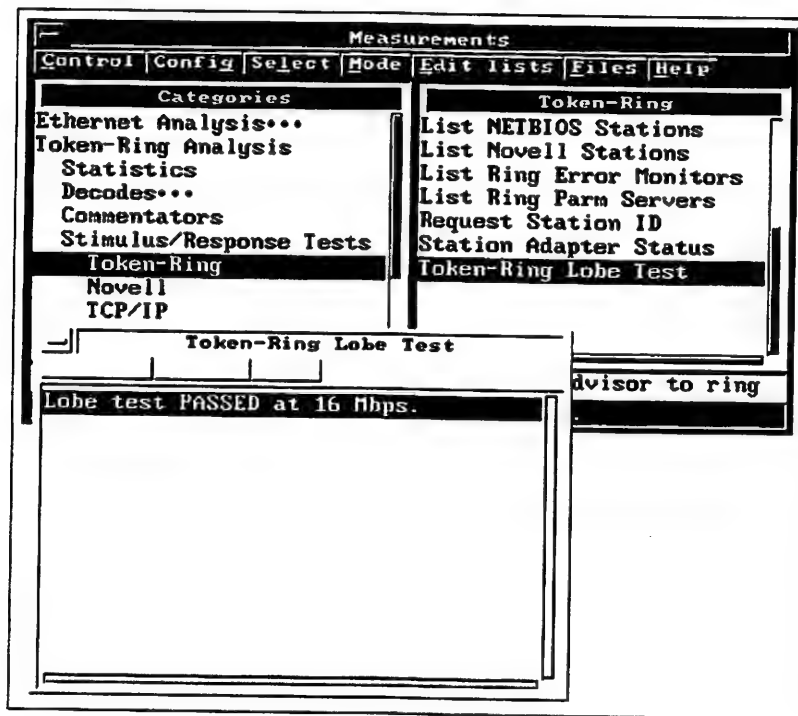 Measurements
Control Config Select Mode Edit lists Files Help
Categories
Ethernet Analysis•••
Token-Ring Analysis
Statistics
Decodes•••
Commentators
Stimulus/Response Tests
Token-Ring
Novell
TCP/IP
Token-Ring
List NETBIOS Stations
List Novell Stations
List Ring Error Monitors
List Ring Parm Servers
Request Station ID
Station Adapter Status
Token-Ring Lobe Test
dvisor to ring
.
Token-Ring Lobe Test
Lobe test PASSED at 16 Mbps.